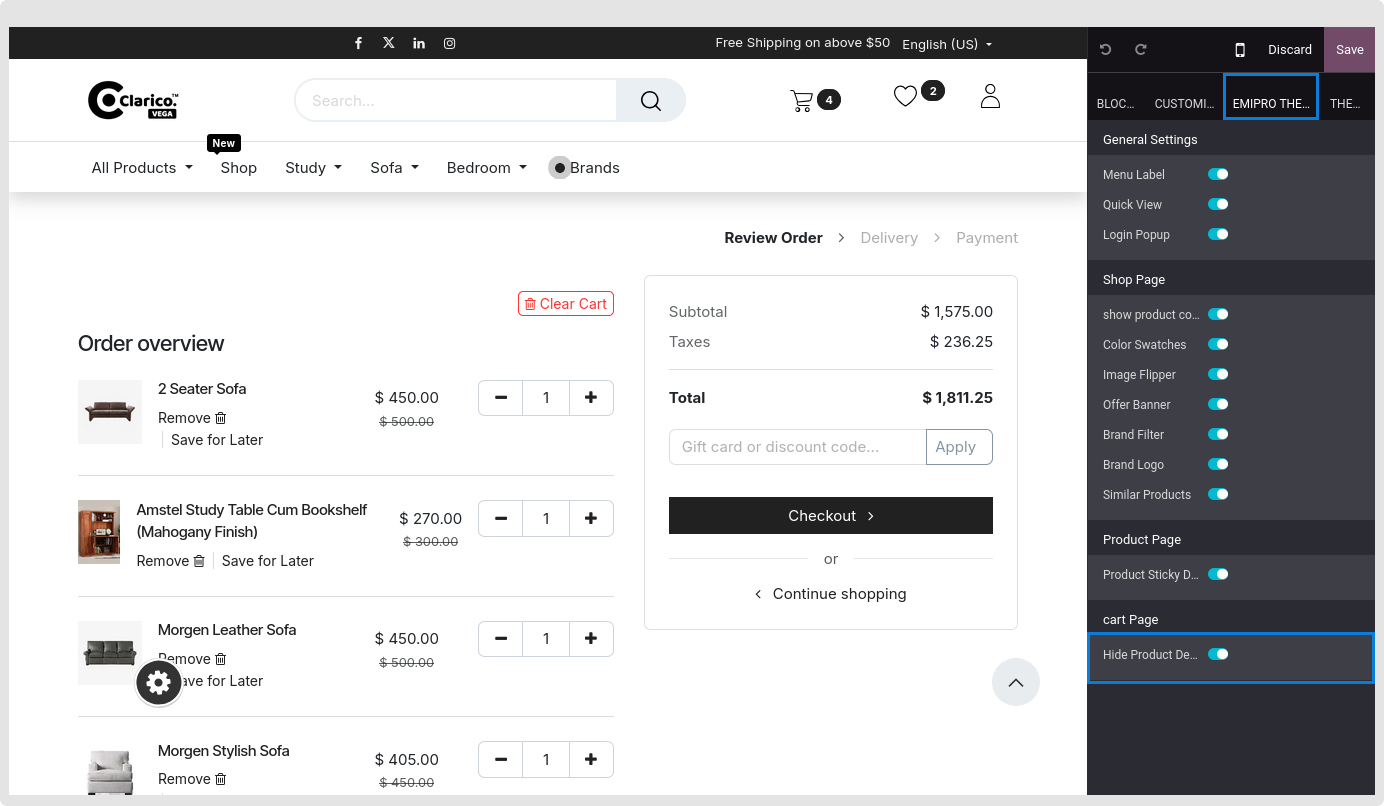 Free Shipping on above $50
English (US)
Discard
Save
Clarico.™
VEGA
Search...
4
2
BLOC...
CUSTOMI...
EMIPRO THE...
THE...
New
All Products
Shop
Study
Sofa
Bedroom
Brands
Review Order
Delivery
Payment
Clear Cart
Order overview
2 Seater Sofa
Remove
Save for Later
$ 450.00
$ 500.00
1
Amstel Study Table Cum Bookshelf
(Mahogany Finish)
Remove
Save for Later
$ 270.00
$ 300.00
1
Morgen Leather Sofa
Remove
Save for Later
$ 450.00
$ 500.00
1
Morgen Stylish Sofa
Remove
$ 405.00
$ 450.00
1
Subtotal $ 1,575.00
Taxes $ 236.25
Total $ 1,811.25
Gift card or discount code...
Apply
Checkout
or
Continue shopping
General Settings
Menu Label
Quick View
Login Popup
Shop Page
show product co...
Color Swatches
Image Flipper
Offer Banner
Brand Filter
Brand Logo
Similar Products
Product Page
Product Sticky D...
cart Page
Hide Product De...